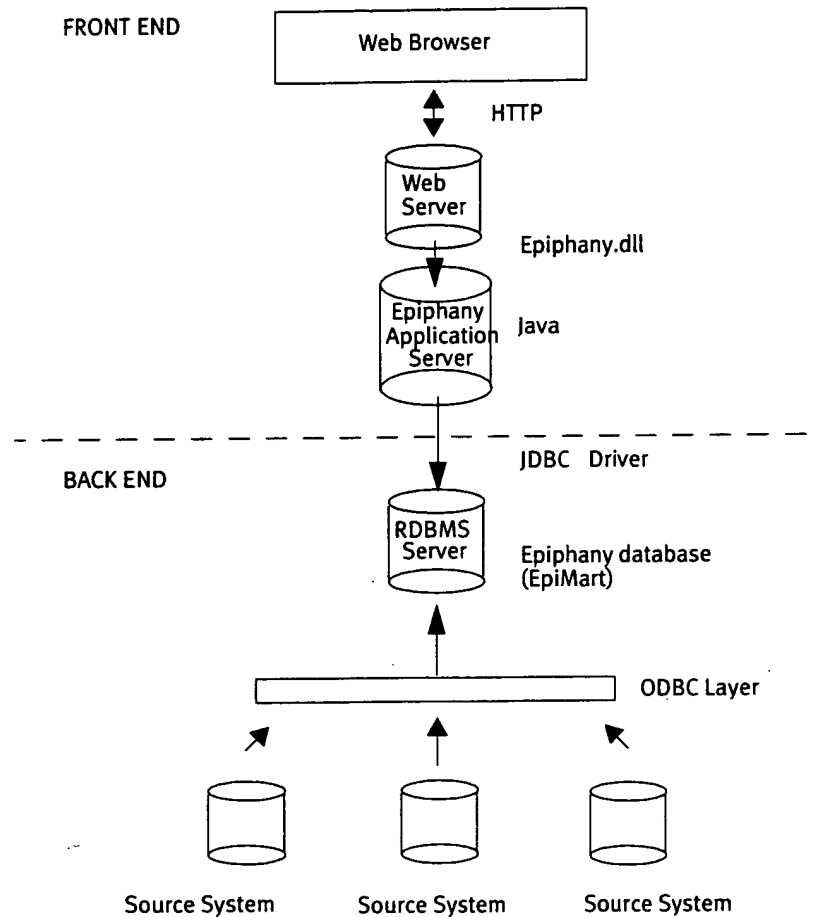 FRONT END
Web Browser
HTTP
Web
Server
Epiphany.dll
Epiphany
Application
Server
Java
JDBC Driver
BACK END
RDBMS
Server
Epiphany database
(EpiMart)
ODBC Layer
Source System
Source System
Source System